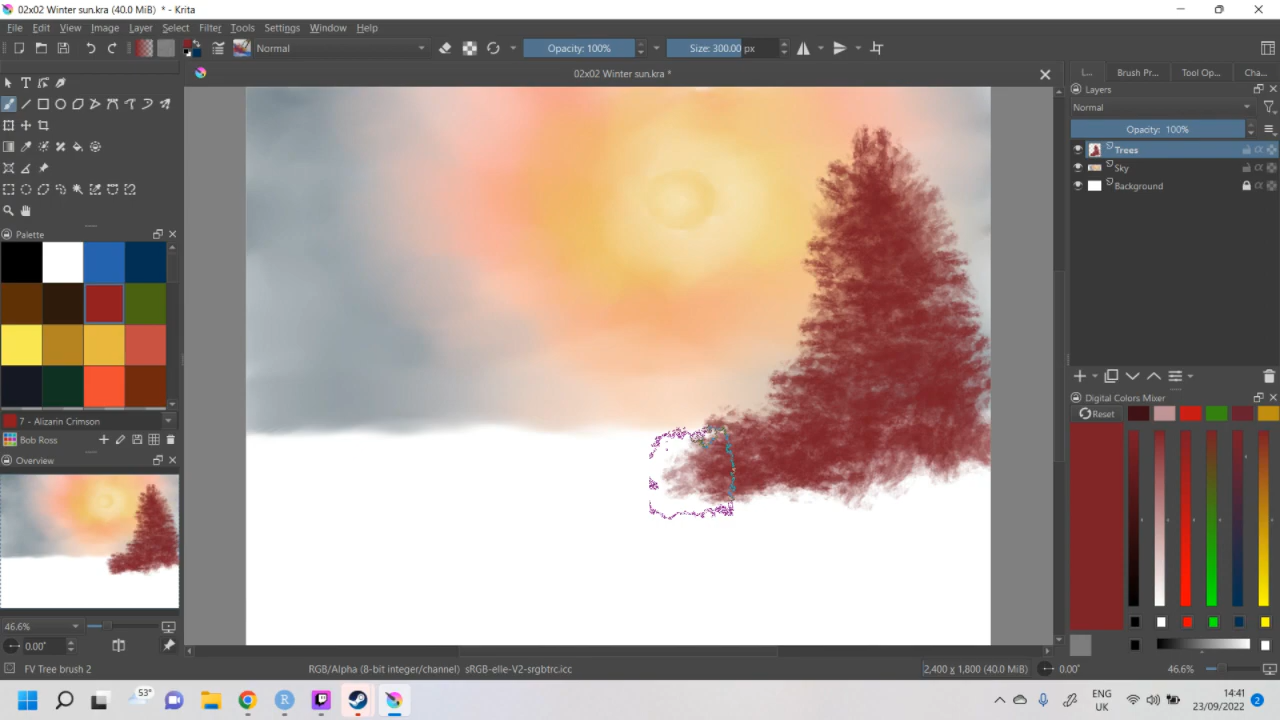 02x02 Winter sun.kra (40.0 MiB) * - Krita
File Edit View Image Layer Select Filter Tools Settings Window Help
Normal Opacity: 100% Size: 300.00 px
02x02 Winter sun.kra *
L... Brush Pr... Tool Op... Cha...
Layers
Normal
Opacity: 100%
Trees
Sky
Background
Palette
7 - Alizarin Crimson
Bob Ross
Overview
46.6%
0.00°
Digital Colors Mixer
Reset
FV Tree brush 2
RGB/Alpha (8-bit integer/channel) sRGB-elle-V2-srgbtrc.icc
2,400 x 1,800 (40.0 MiB)
0.00°
46.6%
53°
ENG
UK
14:41
23/09/2022
2